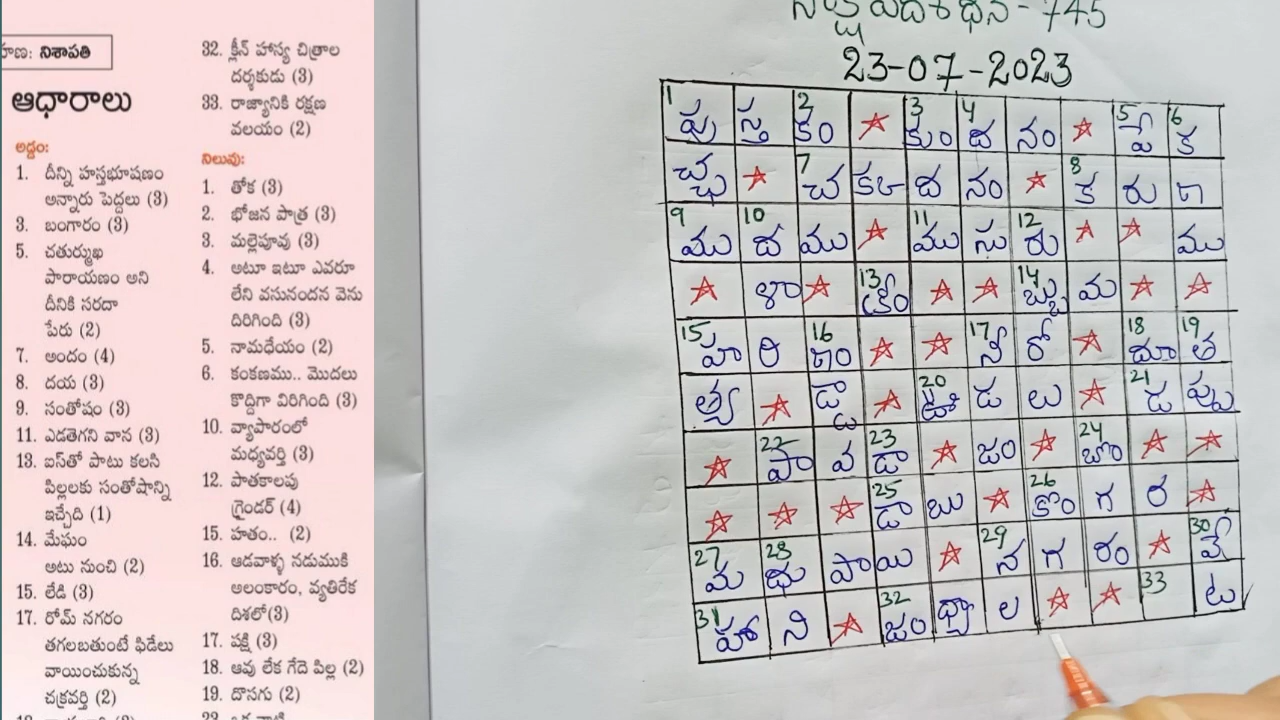 హణ: నిశాపతి
ఆధారాలు
అడ్డం:
1. దీన్ని హస్తభూషణం
అన్నారు పెద్దలు (3)
3. బంగారం (3)
5. చతుర్ముఖ
పారాయణం అని
దీనికి సరదా
పేరు (2)
7. అందం (4)
8. దయ (3)
9. సంతోషం (3)
11. ఎడతెగని వాన (3)
13. ఐస్‌తో పాటు కలసి
పిల్లలకు సంతోషాన్ని
ఇచ్చేది (1)
14. మేఘం
అటు నుంచి (2)
15. లేడి (3)
17. రోమ్ నగరం
తగలబతుంటే ఫిడేలు
వాయించుకున్న
చక్రవర్తి (2)
32. క్లీన్ హాస్య చిత్రాల
దర్శకుడు (3)
33. రాజ్యానికి రక్షణ
వలయం (2)
నిలువు:
1. తోక (3)
2. భోజన పాత్ర (3)
3. మల్లెపూవు (3)
4. అటూ ఇటూ ఎవరూ
లేని వసునందన వెను
దిరిగింది (3)
5. నామధేయం (2)
6. కంకణము.. మొదలు
కొద్దిగా విరిగింది (3)
10. వ్యాపారంలో
మధ్యవర్తి (3)
12. పాతకాలపు
గ్రైండర్ (4)
15. హతం.. (2)
16. ఆడవాళ్ళ నడుముకి
అలంకారం, వ్యతిరేక
దిశలో(3)
17. పక్షి (3)
18. ఆవు లేక గేదె పిల్ల (2)
19. దొసగు (2)
745
23-07-2023
1 పు స్త 2 కం 3 కుం 4 ద నం 5 పే 6 క
చ్ఛ 7 చ కఁ ద నం 8 క రు ణ
9 ము 10 ద ము 11 ము సు 12 రు ము
ళా 13 క్రీం 14 బ్బు మ
15 హ రి 16 ణం 17 నీ రో 18 దూ 19 త
త్య డ్డా 20 డ లు 21 డ ప్పు
22 పా వ 23 డా జం 24 బొం
25 డా బు 26 కొం గ ర
27 మ 28 ధు పా యి 29 న గ రం 30 వే
31 హా ని 32 జం ధ్యా ల 33 టు